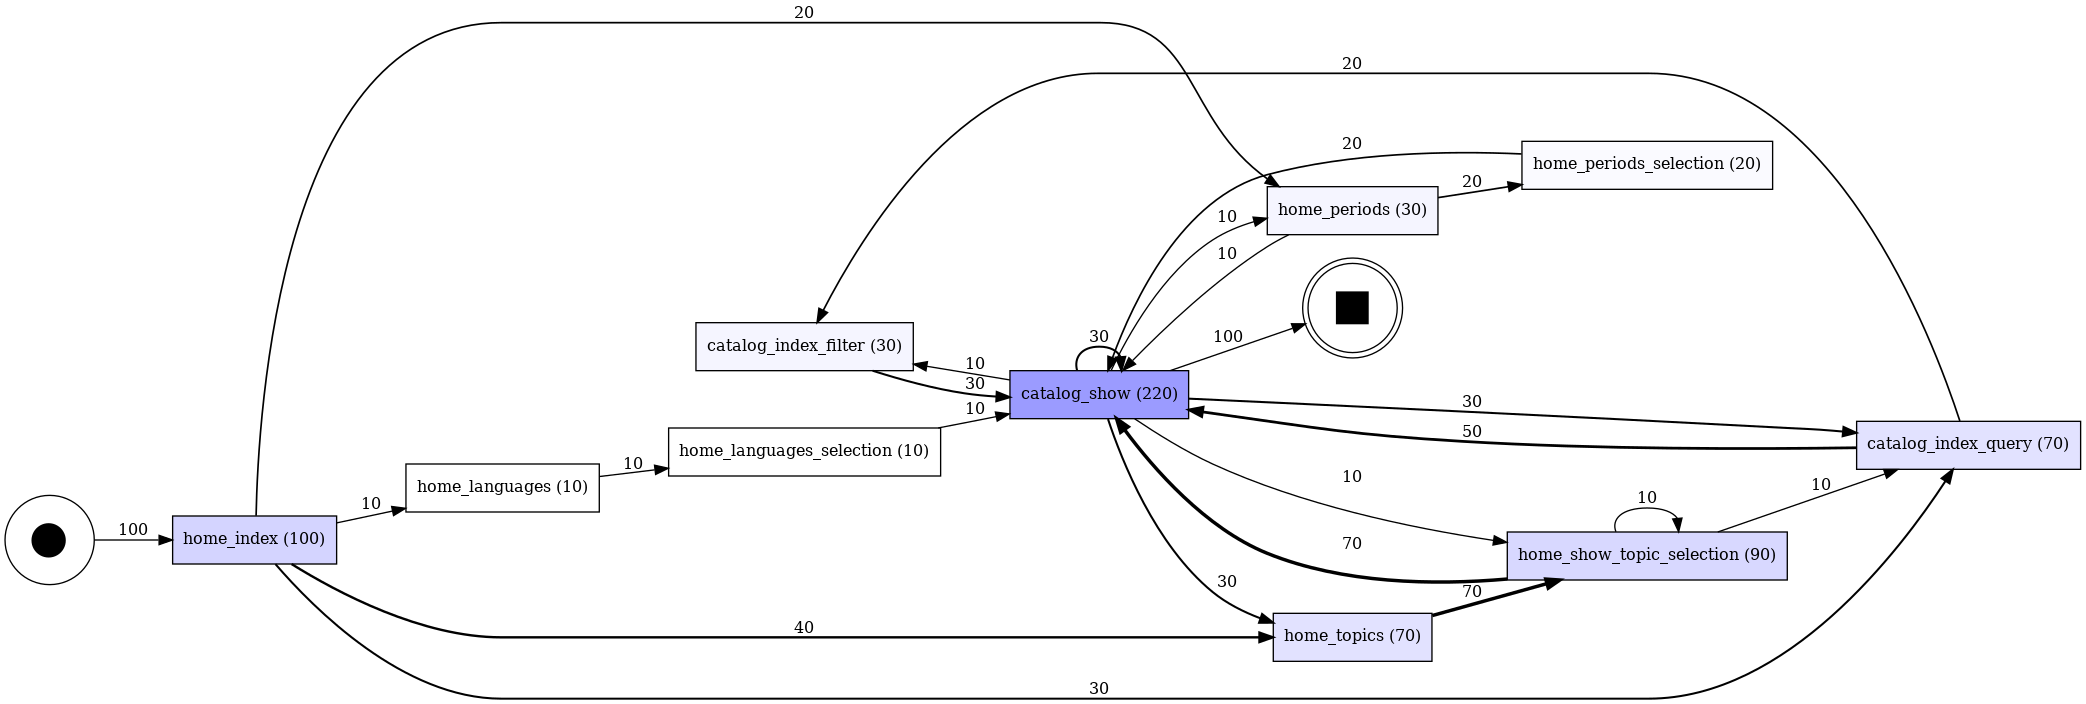 20
20
20
home_periods_selection (20)
20
10
home_periods (30)
10
100
30
catalog_index_filter (30)
10
30
catalog_show (220)
10
30
50
catalog_index_query (70)
home_languages_selection (10)
10
home_languages (10)
10
10
10
10
100
home_index (100)
70
home_show_topic_selection (90)
30
70
40
home_topics (70)
30